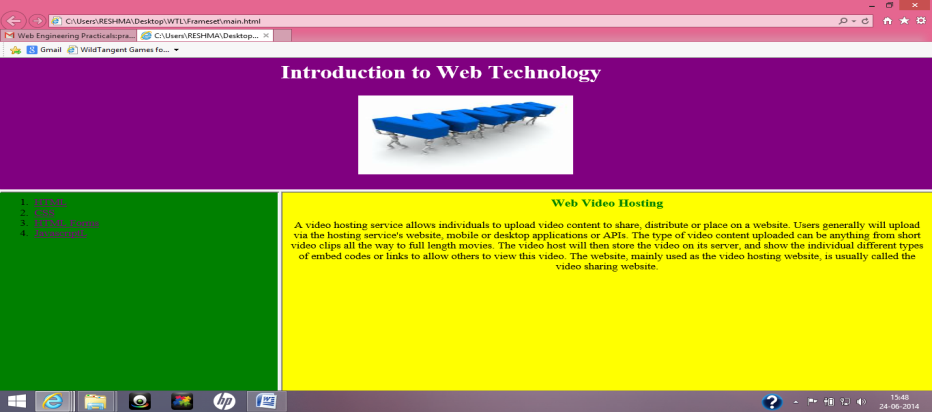 C:\Users\RESHMA\Desktop\WTL\Frameset\main.html
Web Engineering Practicals:pra...
C:\Users\RESHMA\Desktop...
Gmail
WildTangent Games fo...
Introduction to Web Technology
1. HTML
2. CSS
3. HTML Forms
4.
Web Video Hosting
A video hosting service allows individuals to upload video content to share, distribute or place on a website. Users generally will upload
via the hosting service's website, mobile or desktop applications or APIs. The type of video content uploaded can be anything from short
video clips all the way to full length movies. The video host will then store the video on its server, and show the individual different types
of embed codes or links to allow others to view this video. The website, mainly used as the video hosting website, is usually called the
video sharing website.
15:48
24-06-2014